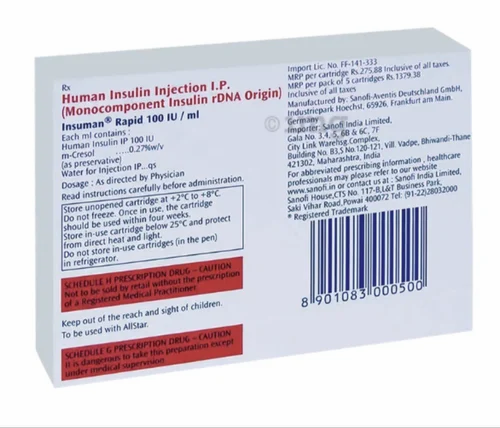 Rx
Human Insulin Injection I.P.
(Monocomponent Insulin rDNA Origin)
Insuman® Rapid 100 IU / ml
Each ml contains :
Human Insulin IP 100 IU
m-Cresol .....0.27%w/v
(as preservative)
Water for Injection IP...qs
Dosage : As directed by Physician
Read instructions carefully before administration.
Store unopened cartridge at +2°C to +8°C.
Do not freeze. Once in use, the cartridge
should be used within four weeks.
Store in-use cartridge below 25°C and protect
from direct heat and light.
Do not store in-use cartridges (in the pen)
in refrigerator.
SCHEDULE H PRESCRIPTION DRUG – CAUTION
Not to be sold by retail without the prescription
of a Registered Medical Practitioner.
Keep out of the reach and sight of children.
To be used with AllStar.
SCHEDULE G PRESCRIPTION DRUG – CAUTION
It is dangerous to take this preparation except
under medical supervision
Import Lic. No. FF-141-333
MRP per cartridge Rs.275.88 Inclusive of all taxes
MRP per pack of 5 cartridges Rs.1379.38
Inclusive of all taxes
Manufactured by: Sanofi-Aventis Deutschland GmbH,
Industriepark Hoechst, 65926, Frankfurt am Main.
Importer: Sanofi India Limited,
Gala No. 3,4, 5, 6B & 6C, 7F
City Link Warehsg Complex,
Building No. B3,S No.120-121, Vill. Vadpe, Bhiwandi-Thane
421302, Maharashtra, India
For abbreviated prescribing information , healthcare
professionals may please refer to our website
www.sanofi.in or contact us at : Sanofi India Limited,
Sanofi House,CTS No. 117-B,L&T Business Park,
Saki Vihar Road,Powai 400072 Tel: (91-22)28032000
® Registered Trademark
8 901083 000500